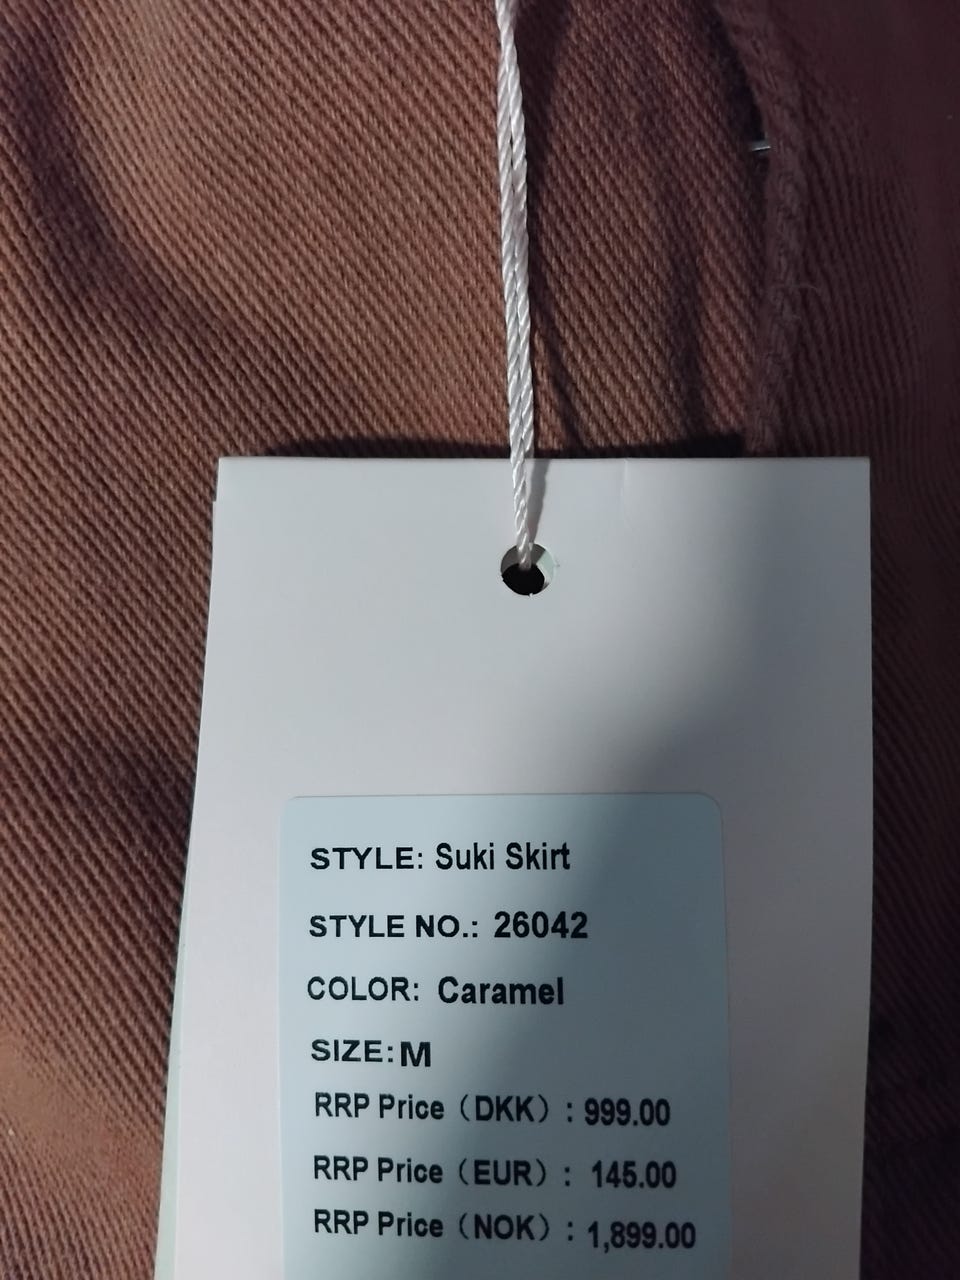 STYLE: Suki Skirt
STYLE NO.: 26042
COLOR: Caramel
SIZE: M
RRP Price（DKK）: 999.00
RRP Price（EUR）: 145.00
RRP Price（NOK）: 1,899.00